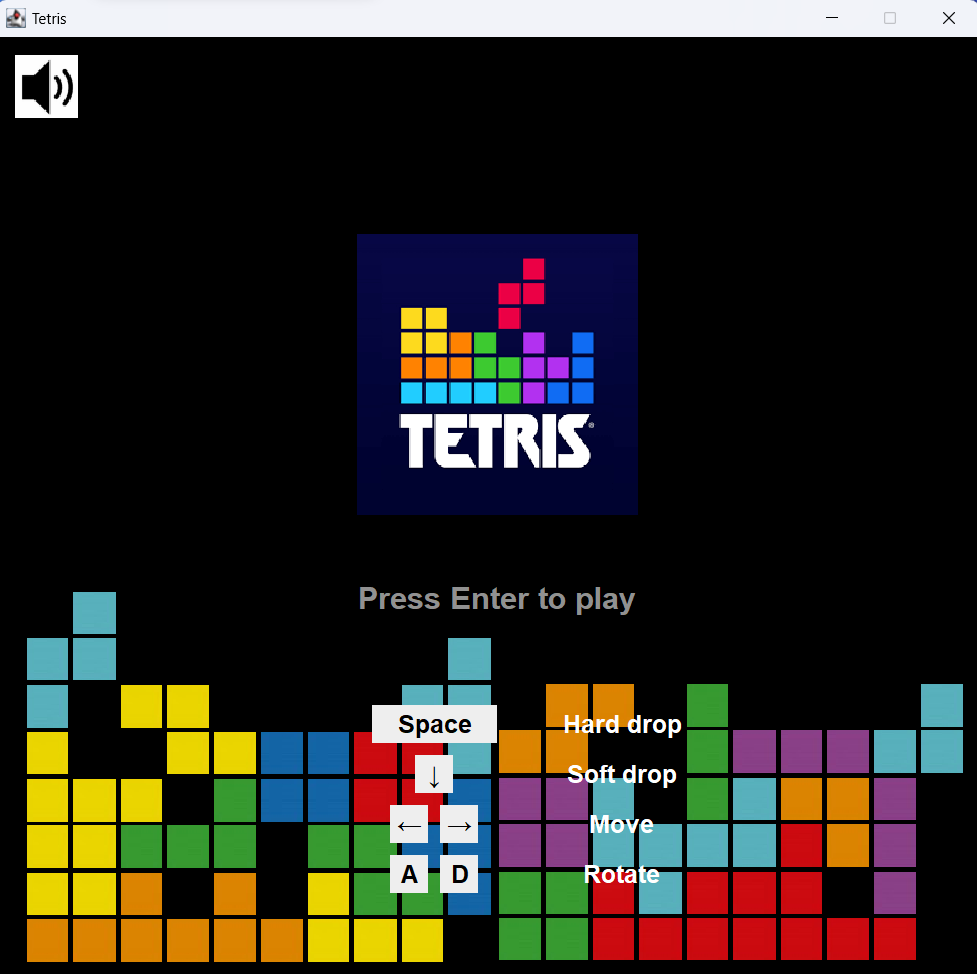 Tetris
TETRIS®
Press Enter to play
Space Hard drop
↓ Soft drop
← → Move
A D Rotate